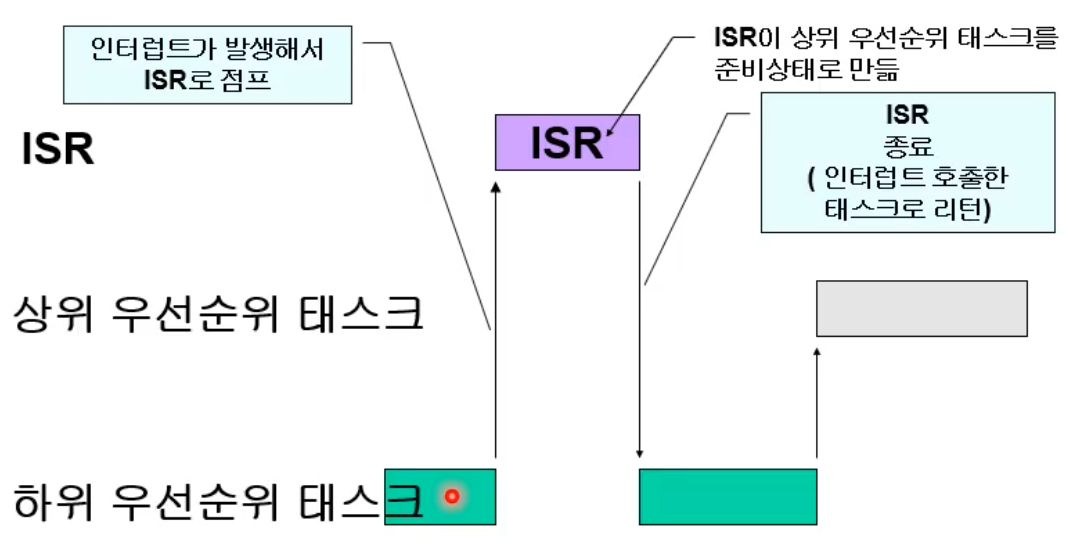 인터럽트가 발생해서
ISR로 점프
ISR이 상위 우선순위 태스크를
준비상태로 만듦
ISR
ISR
ISR
종료
( 인터럽트 호출한
태스크로 리턴)
상위 우선순위 태스크
하위 우선순위 태스크